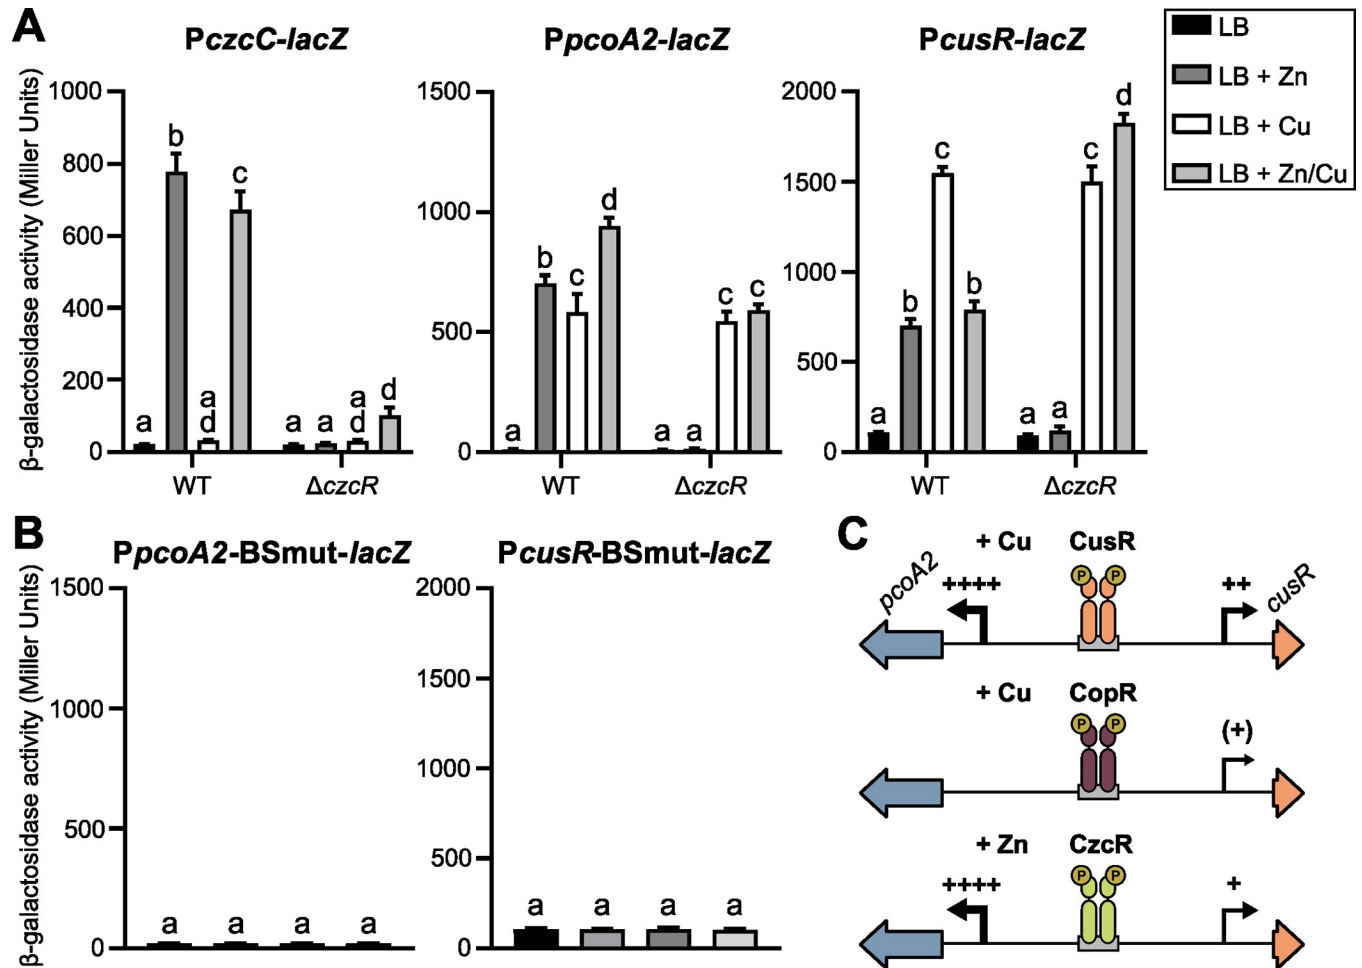 A
PczcC-lacZ
PpcoA2-lacZ
PcusR-lacZ
LB
LB + Zn
LB + Cu
LB + Zn/Cu
β-galactosidase activity (Miller Units)
1000
800
600
400
200
0
b
c
a
a
d
a
a
a
d
d
WT
ΔczcR
1500
1000
500
0
a
b
c
d
a
a
c
c
WT
ΔczcR
2000
1500
1000
500
0
a
b
c
b
a
a
c
d
WT
ΔczcR
B
PpcoA2-BSmut-lacZ
PcusR-BSmut-lacZ
β-galactosidase activity (Miller Units)
1500
1000
500
0
a a a a
2000
1500
1000
500
0
a a a a
C
+ Cu CusR
pcoA2
++++
P P
++
cusR
+ Cu CopR
P P
(+)
+ Zn CzcR
++++
P P
+